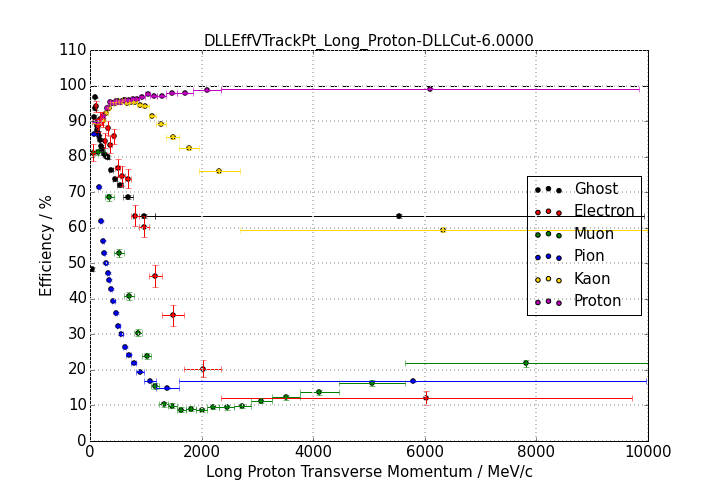 DLLEffVTrackPt_Long_Proton-DLLCut-6.0000
110
100
90
80
70
60
50
40
30
20
10
0
Efficiency / %
Ghost
Electron
Muon
Pion
Kaon
Proton
0 2000 4000 6000 8000 10000
Long Proton Transverse Momentum / MeV/c